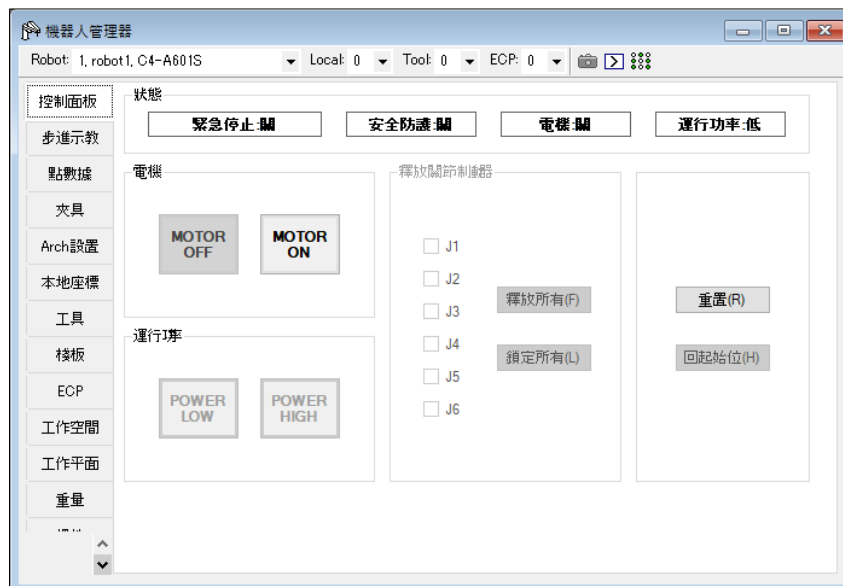 機器人管理器
Robot: 1, robot1, C4-A601S Local: 0 Tool: 0 ECP: 0
控制面板
步進示教
點數據
夾具
Arch設置
本地座標
工具
棧板
ECP
工作空間
工作平面
重量
狀態
緊急停止:關 安全防護:關 電機:關 運行功率:低
電機
MOTOR OFF
MOTOR ON
運行功率
POWER LOW
POWER HIGH
釋放關節制動器
J1
J2
J3
J4
J5
J6
釋放所有(F)
鎖定所有(L)
重置(R)
回起始位(H)